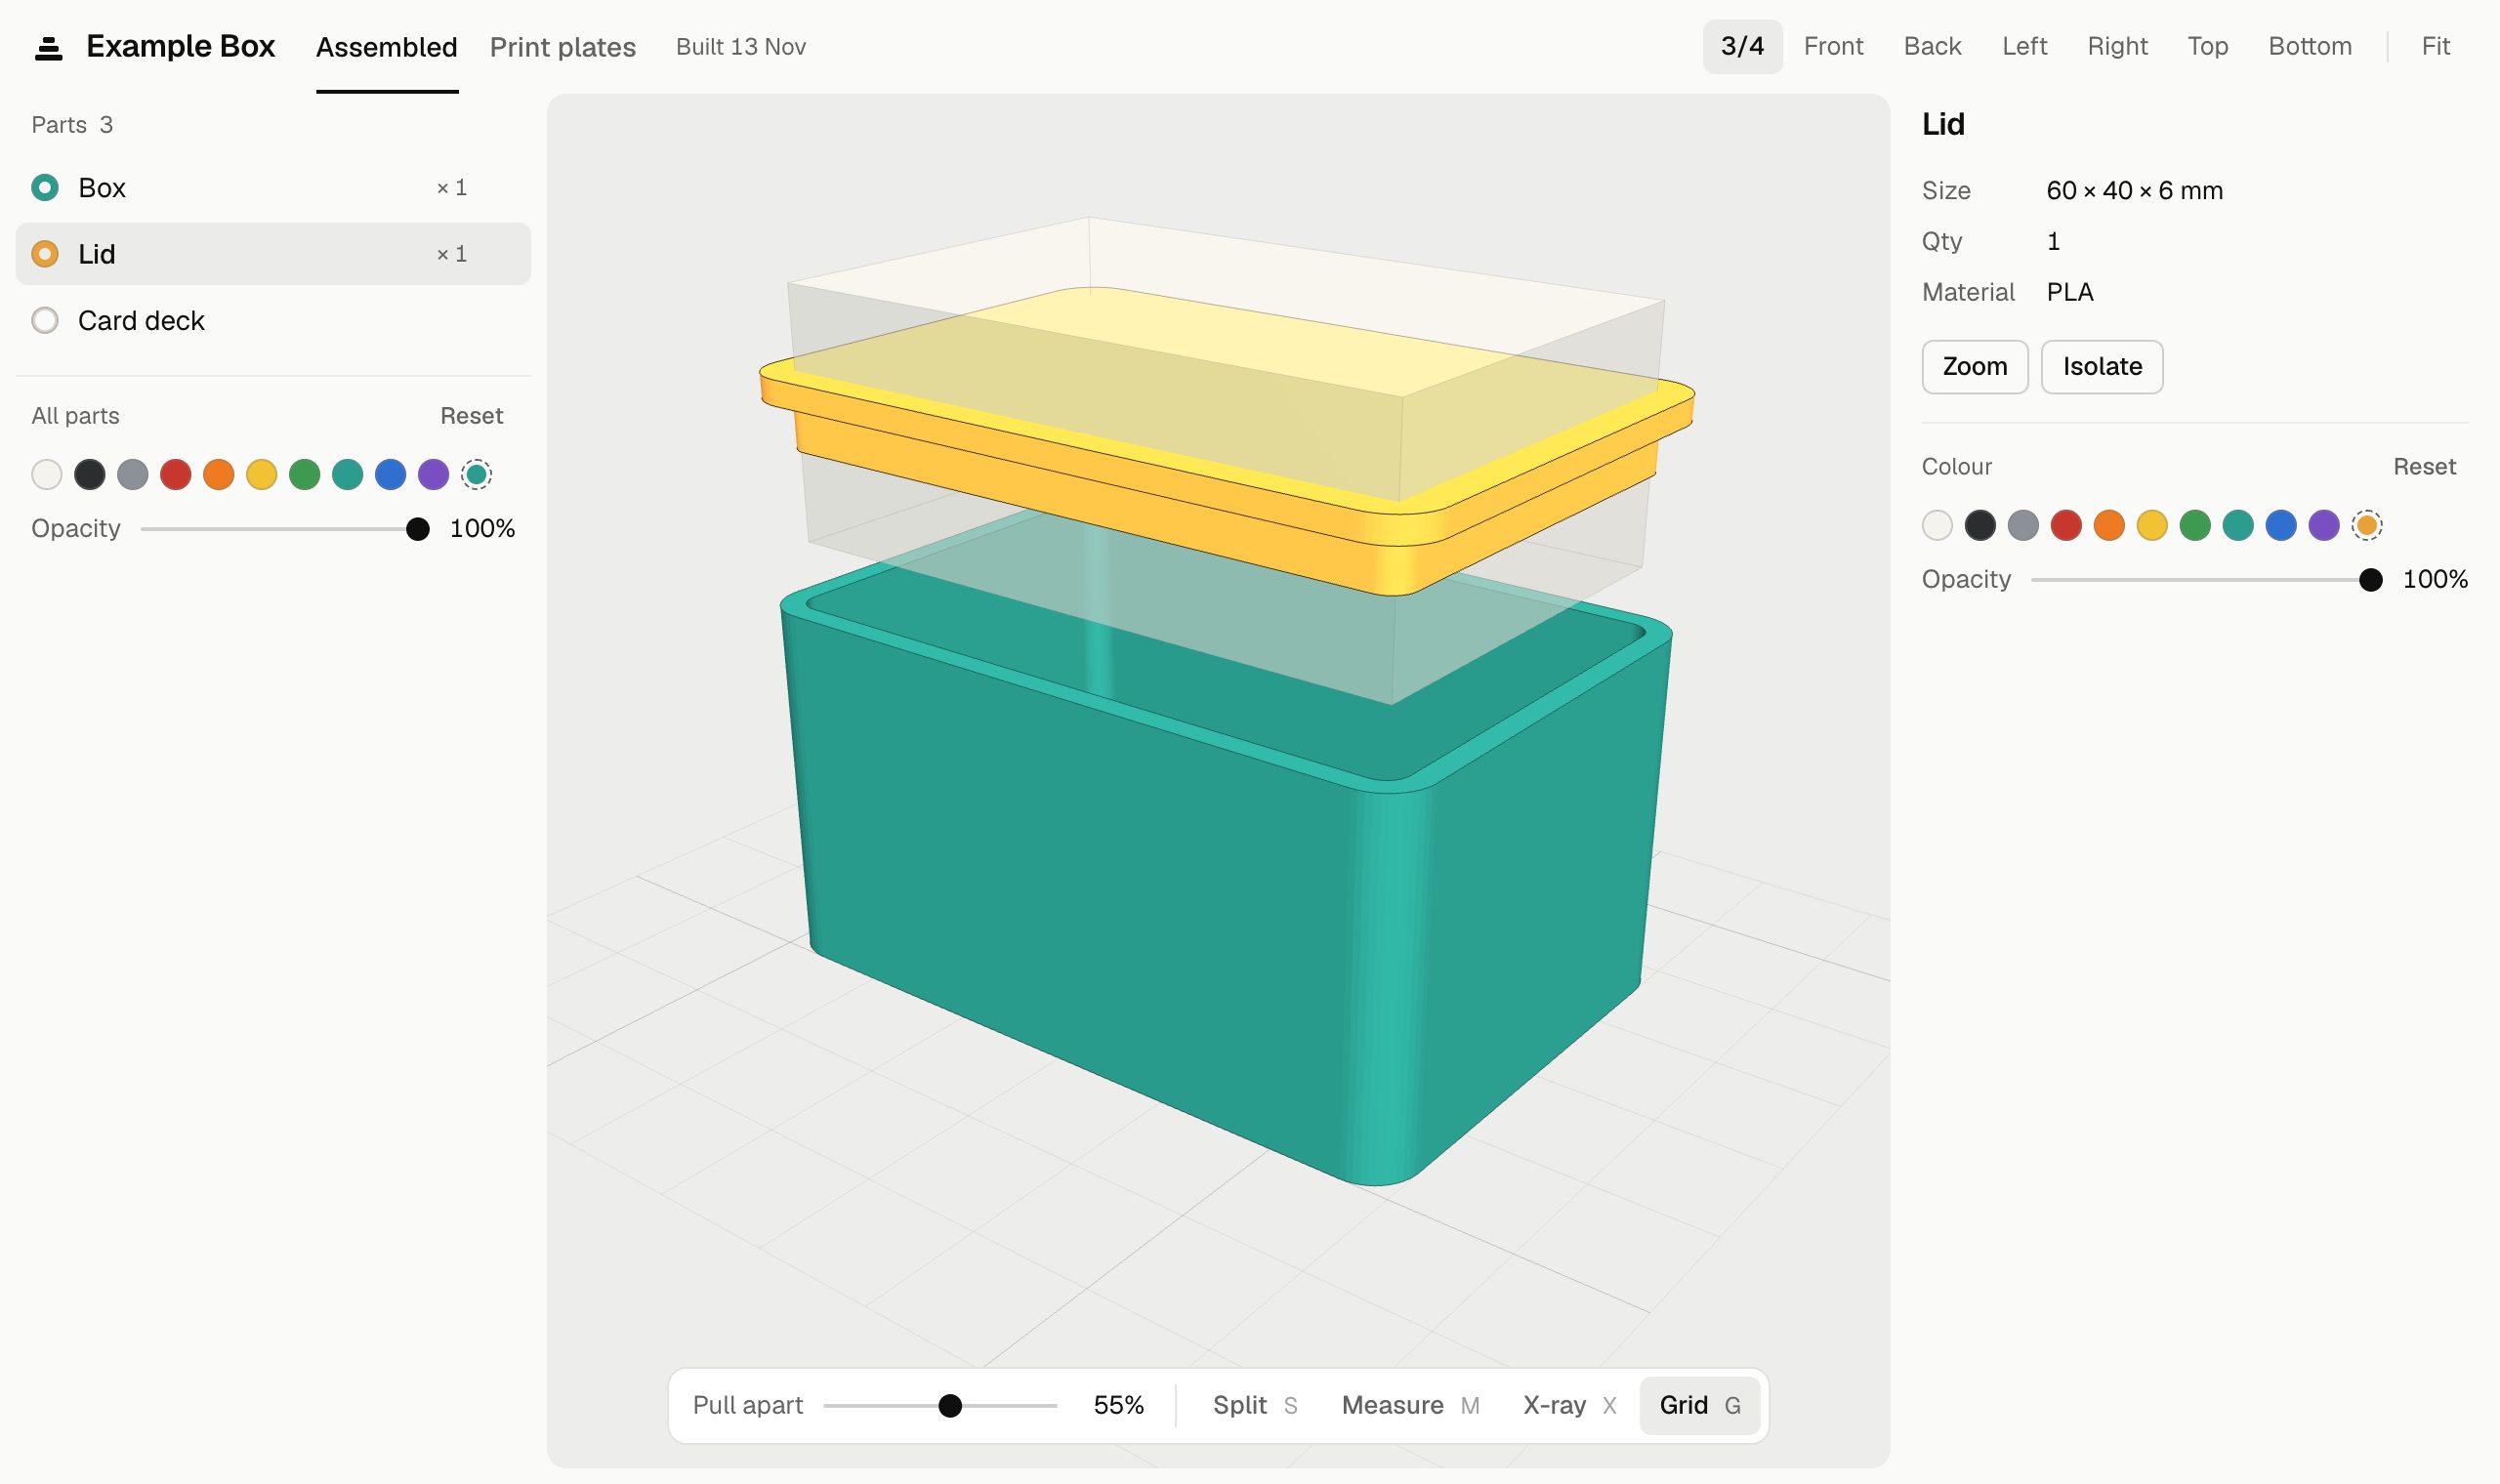 Example Box Assembled Print plates Built 13 Nov 3/4 Front Back Left Right Top Bottom Fit
Parts 3
Box × 1
Lid × 1
Card deck
All parts Reset
Opacity 100%
Lid
Size 60 × 40 × 6 mm
Qty 1
Material PLA
Zoom Isolate
Colour Reset
Opacity 100%
Pull apart 55% Split S Measure M X-ray X Grid G